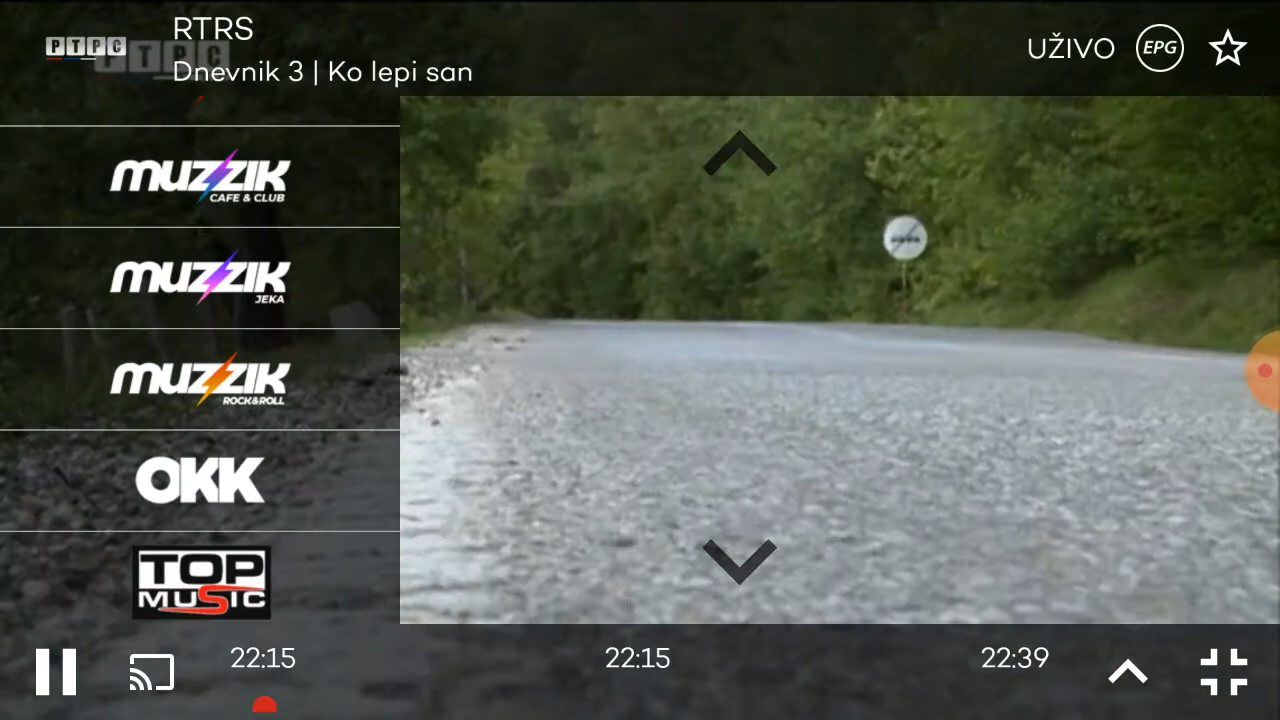 РТРС
РТРС
RTRS
Dnevnik 3 | Ko lepi san
UŽIVO
EPG
MUZZIK
CAFE & CLUB
MUZZIK
JEKA
MUZZIK
ROCK&ROLL
OKK
TOP
MUSIC
22:15
22:15
22:39